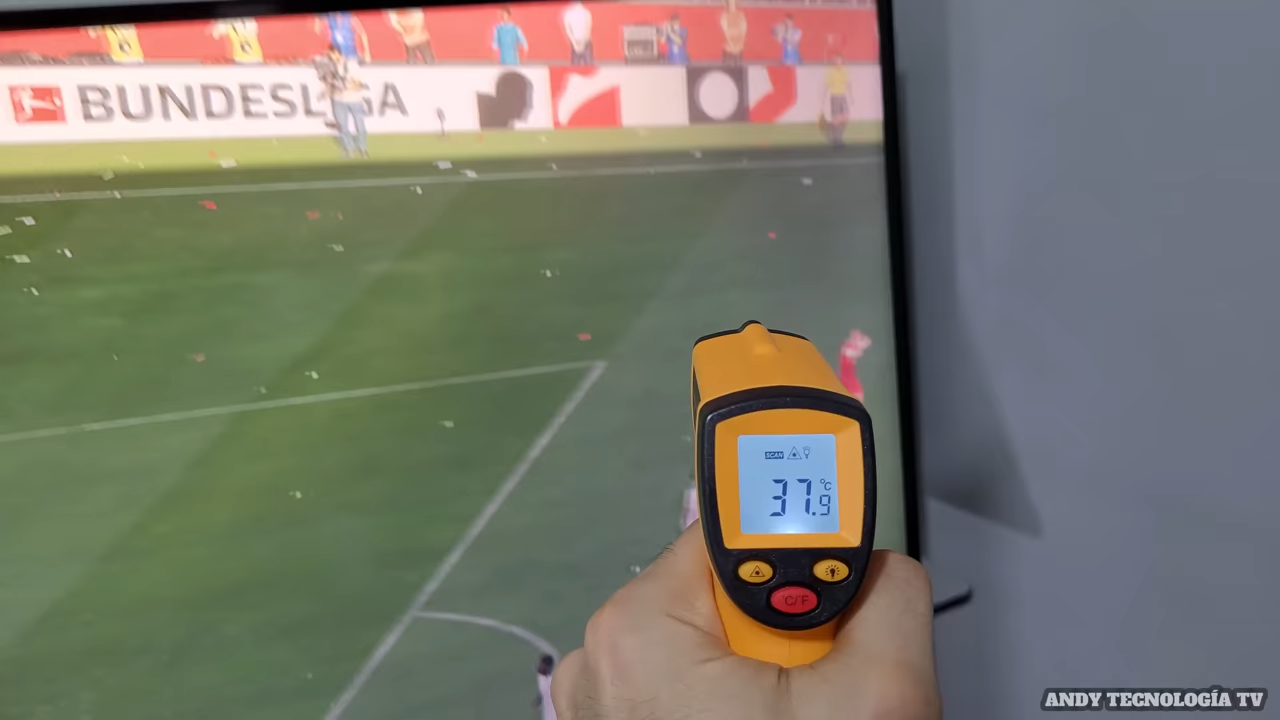 BUNDESLIGA
SCAN
37.9 °C
°C/°F
ANDY TECNOLOGÍA TV